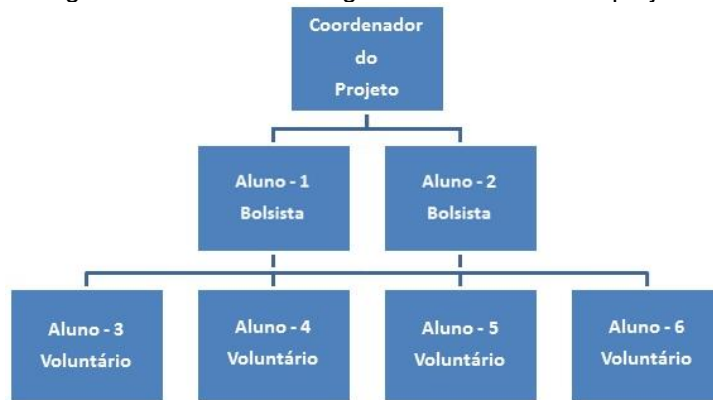 Coordenador
do
Projeto
Aluno - 1
Bolsista
Aluno - 2
Bolsista
Aluno - 3
Voluntário
Aluno - 4
Voluntário
Aluno - 5
Voluntário
Aluno - 6
Voluntário